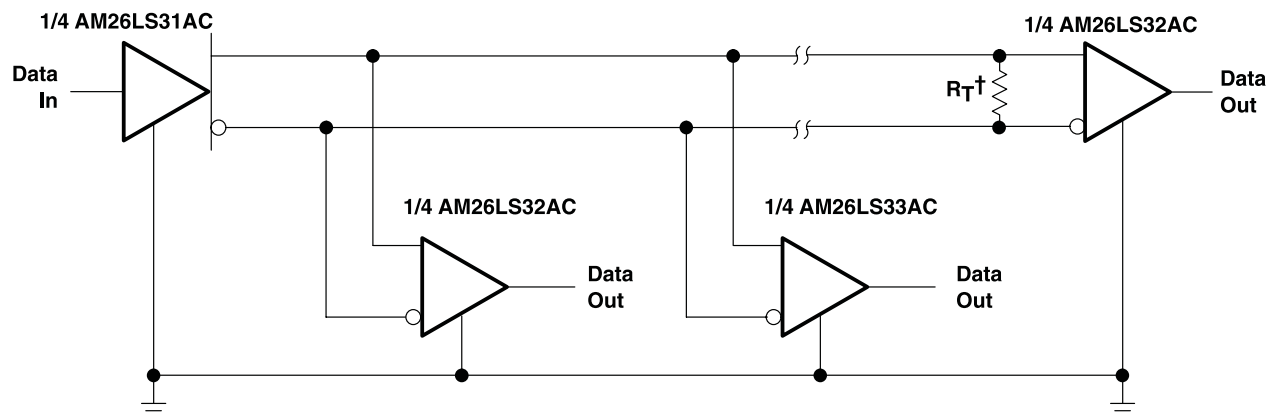 1/4 AM26LS31AC
1/4 AM26LS32AC
Data
In
RT†
Data
Out
1/4 AM26LS32AC
1/4 AM26LS33AC
Data
Out
Data
Out